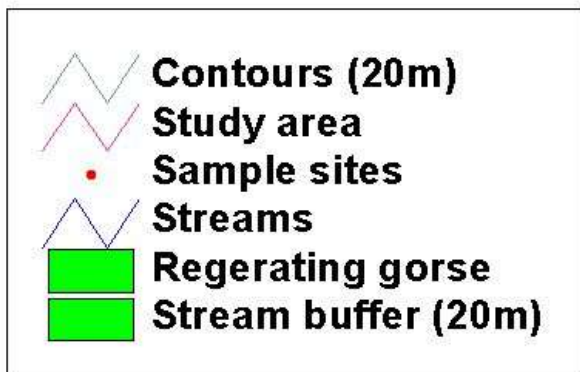 Contours (20m)
Study area
Sample sites
Streams
Regerating gorse
Stream buffer (20m)